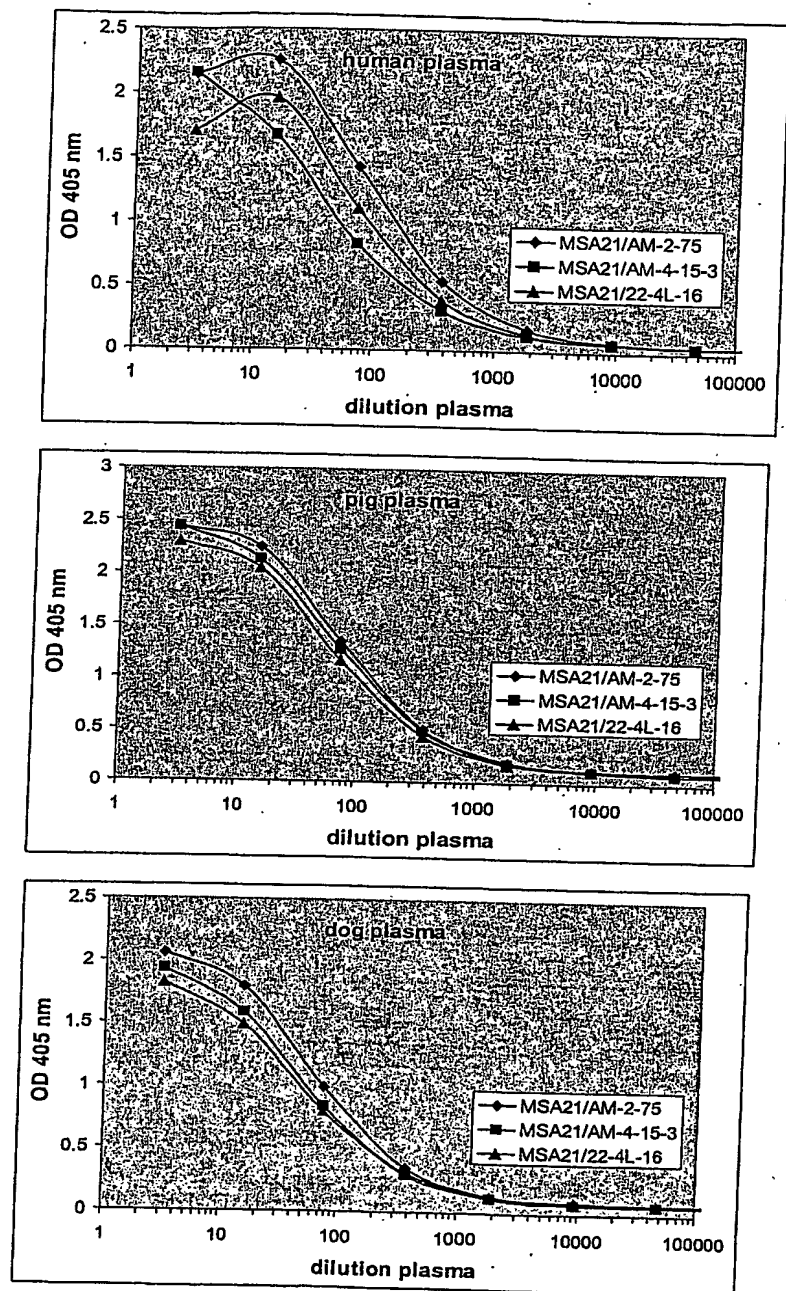 human plasma
2.5
2
1.5
1
0.5
0
OD 405 nm
MSA21/AM-2-75
MSA21/AM-4-15-3
MSA21/22-4L-16
1 10 100 1000 10000 100000
dilution plasma
pig plasma
3
2.5
2
1.5
1
0.5
0
OD 405 nm
MSA21/AM-2-75
MSA21/AM-4-15-3
MSA21/22-4L-16
1 10 100 1000 10000 100000
dilution plasma
dog plasma
2.5
2
1.5
1
0.5
0
OD 405 nm
MSA21/AM-2-75
MSA21/AM-4-15-3
MSA21/22-4L-16
1 10 100 1000 10000 100000
dilution plasma